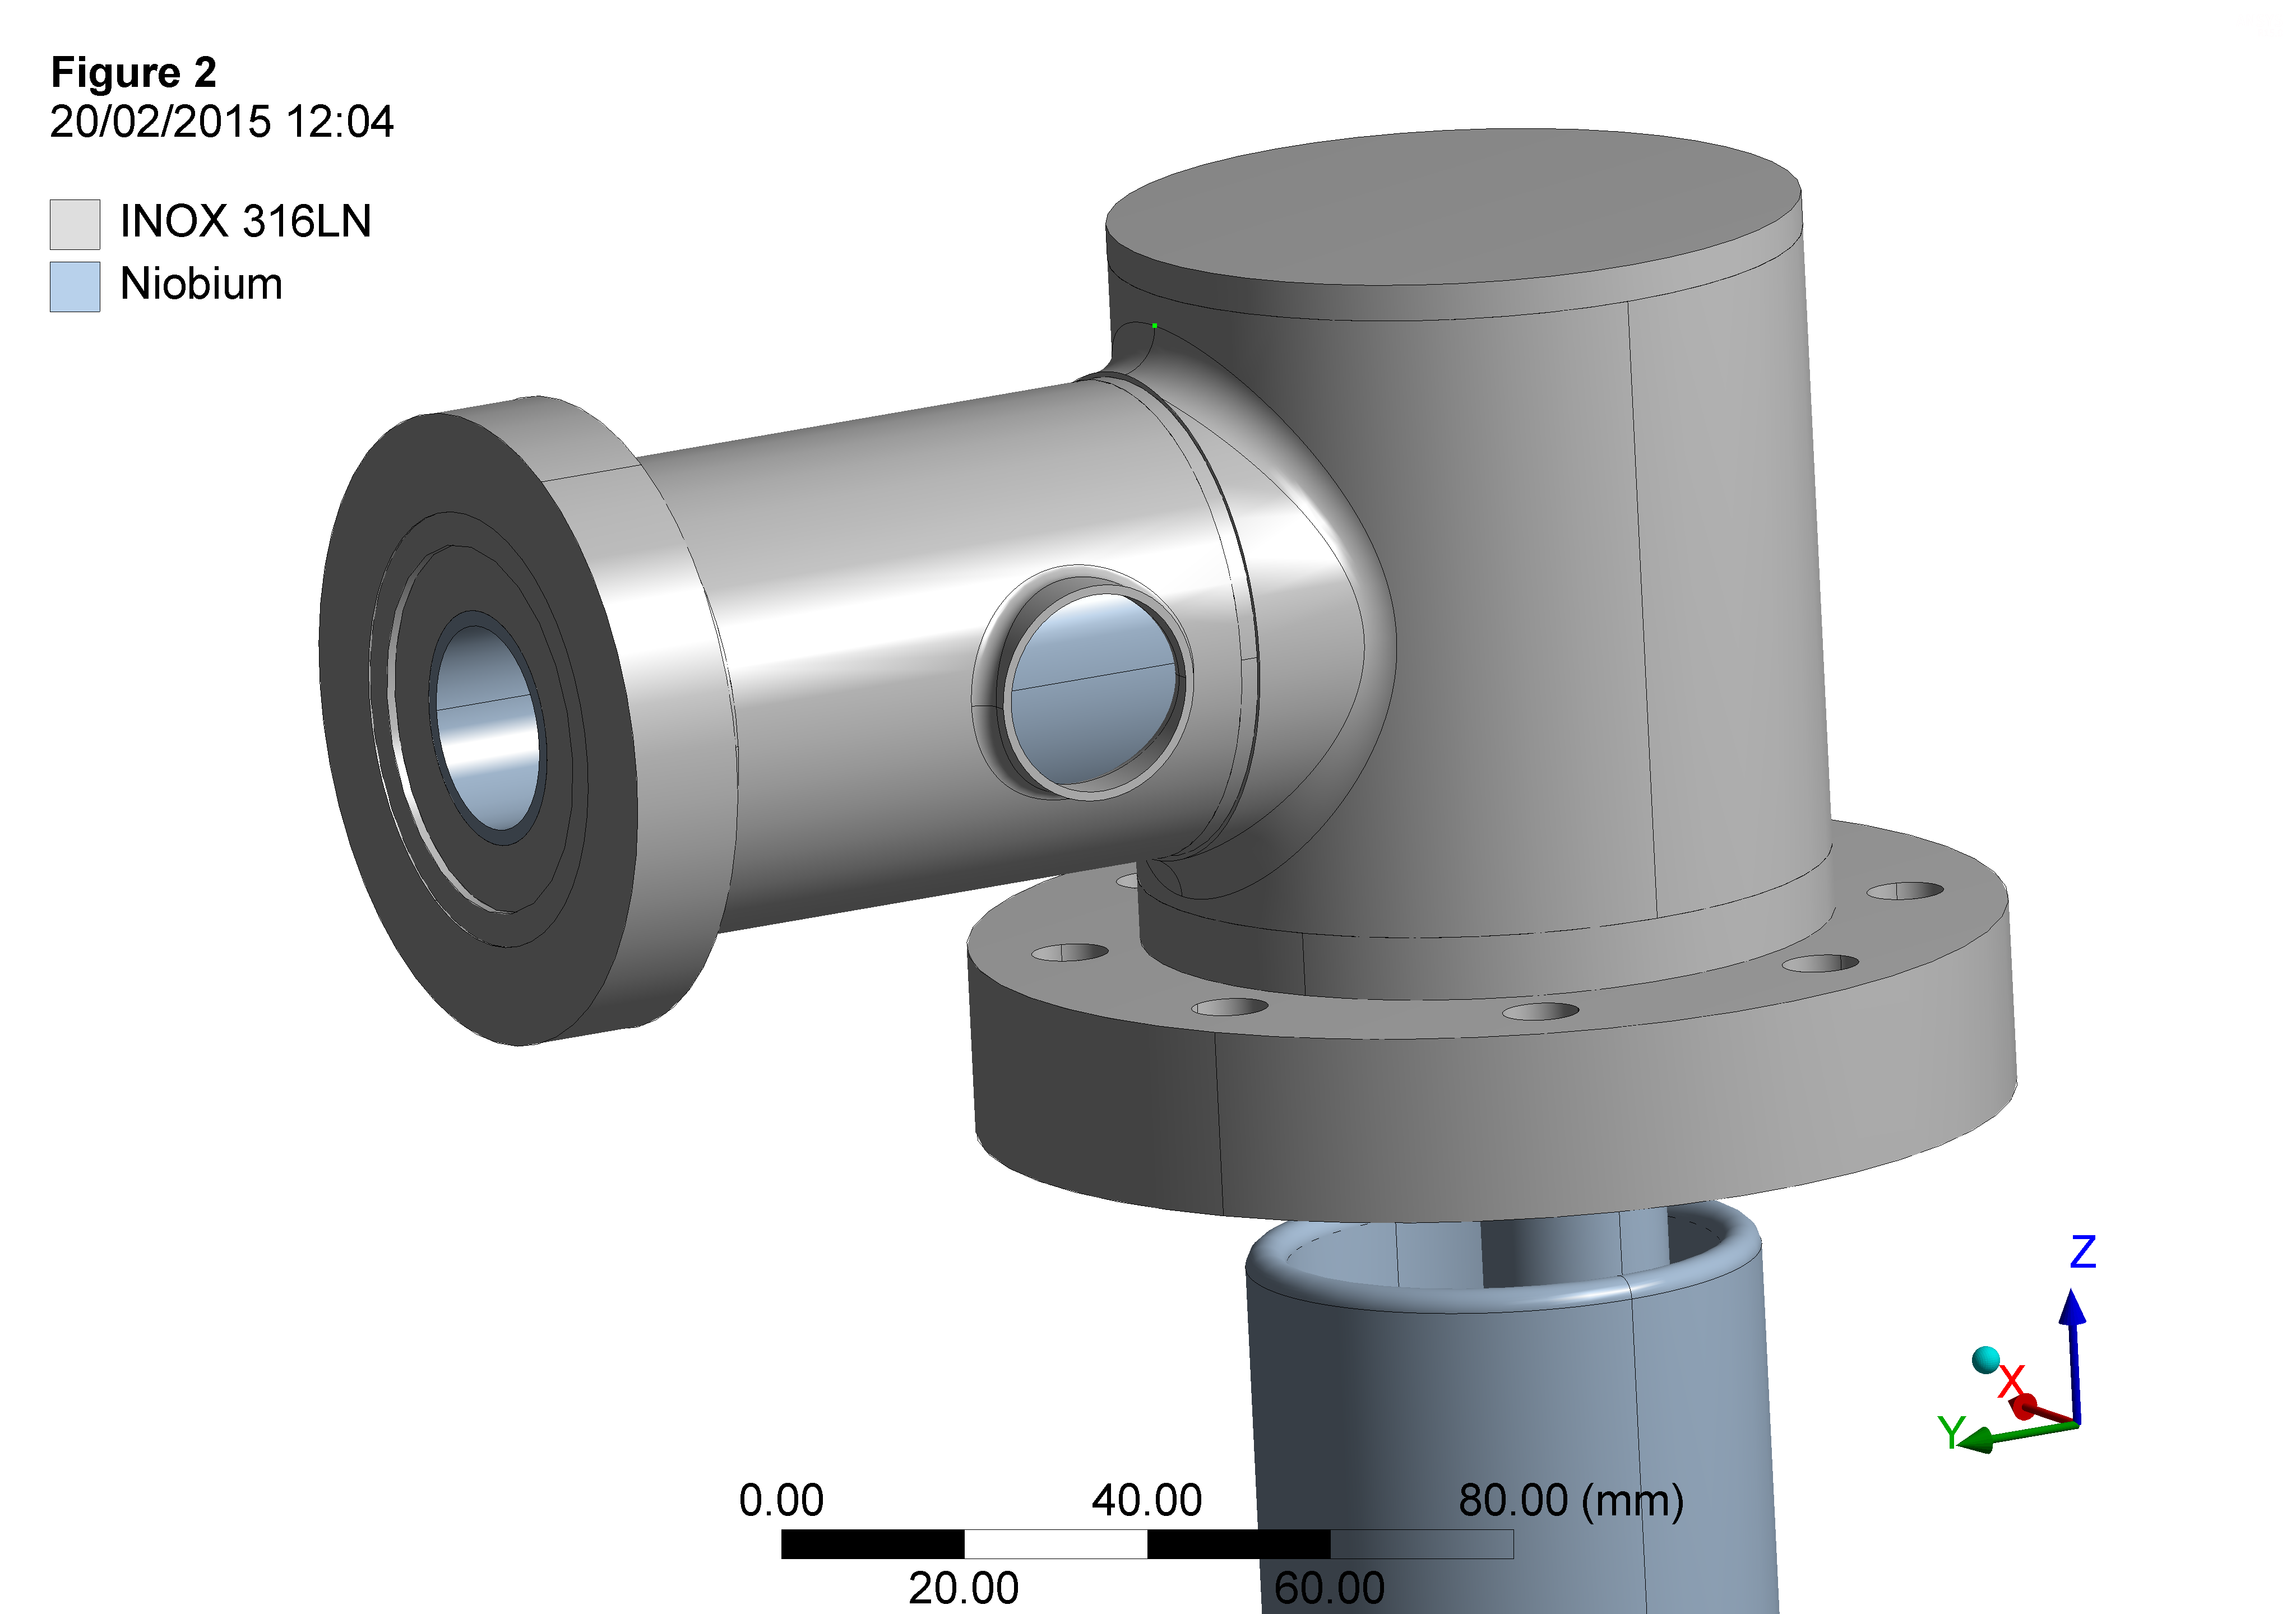 Figure 2
20/02/2015 12:04
INOX 316LN
Niobium
Z
X
Y
0.00 40.00 80.00 (mm)
20.00 60.00